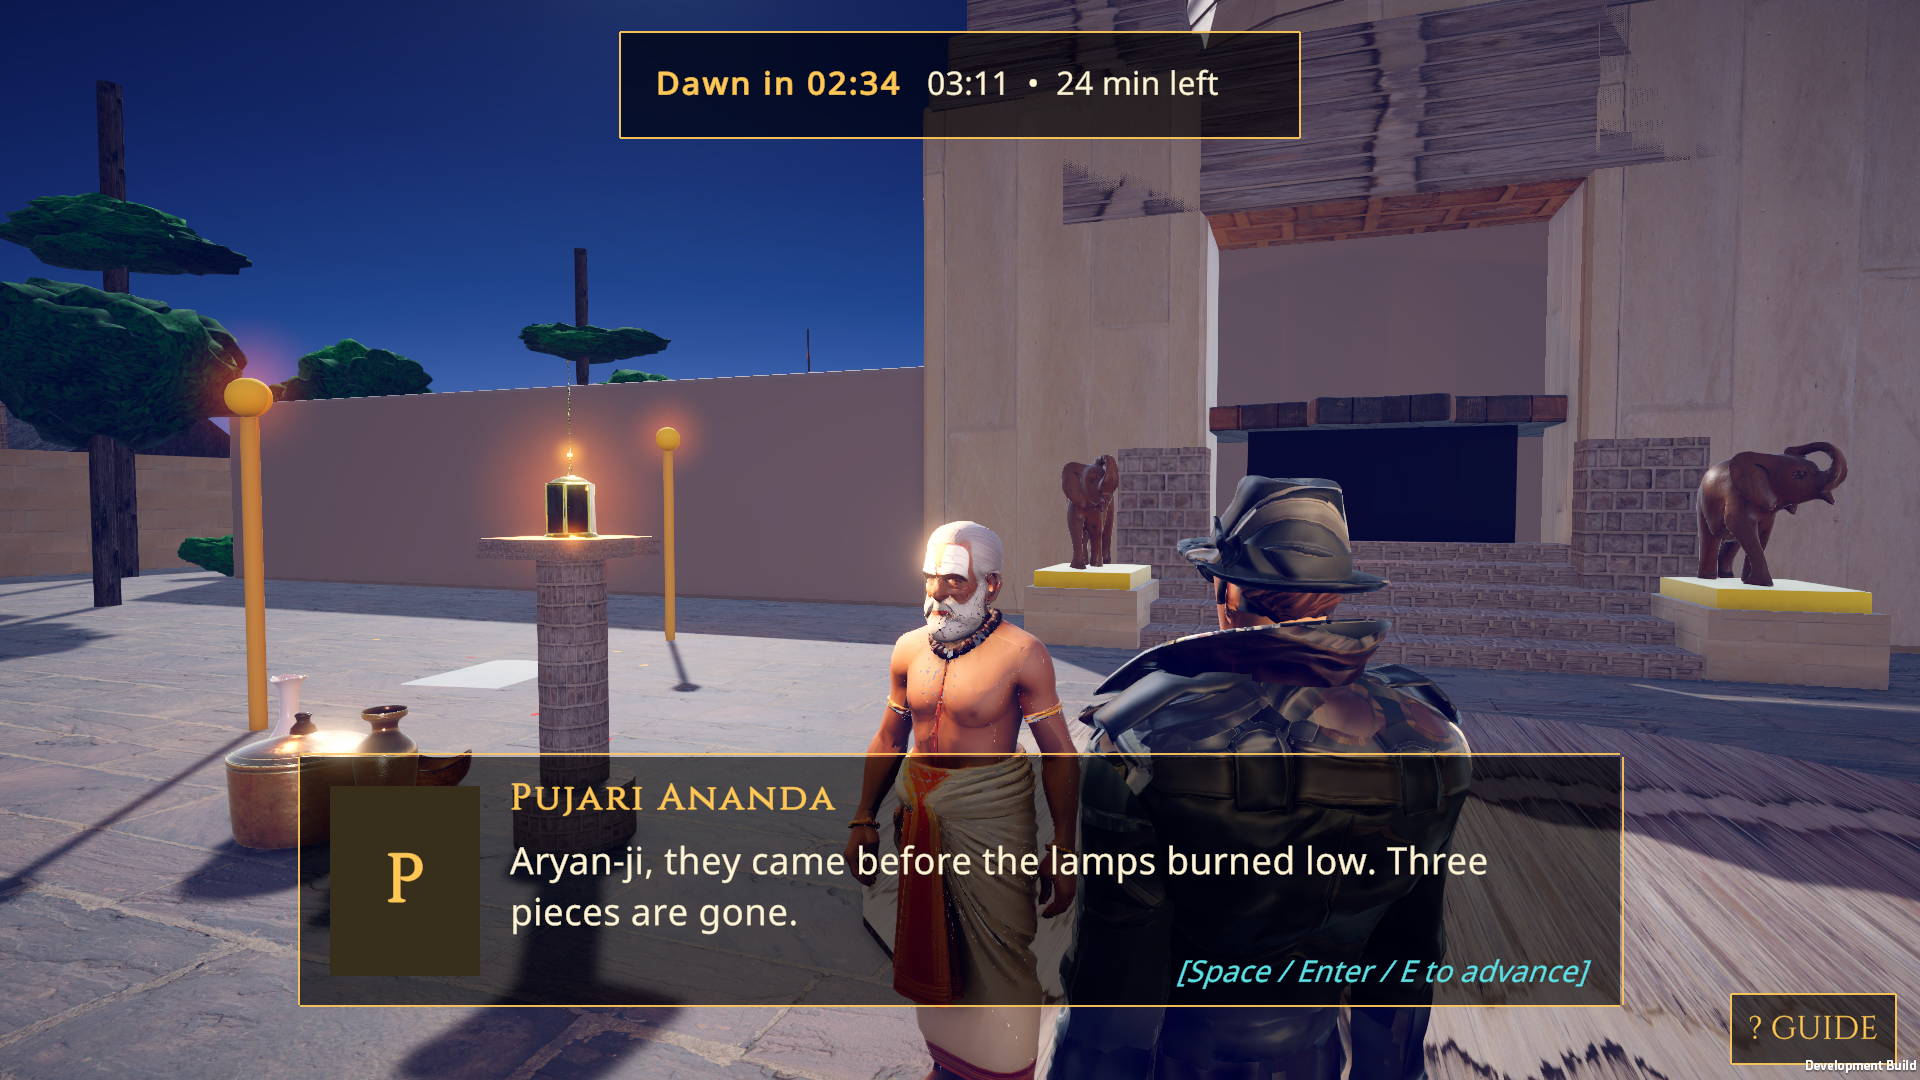 Dawn in 02:34 03:11 • 24 min left
PUJARI ANANDA
P
Aryan-ji, they came before the lamps burned low. Three
pieces are gone.
[Space / Enter / E to advance]
? GUIDE
Development Build